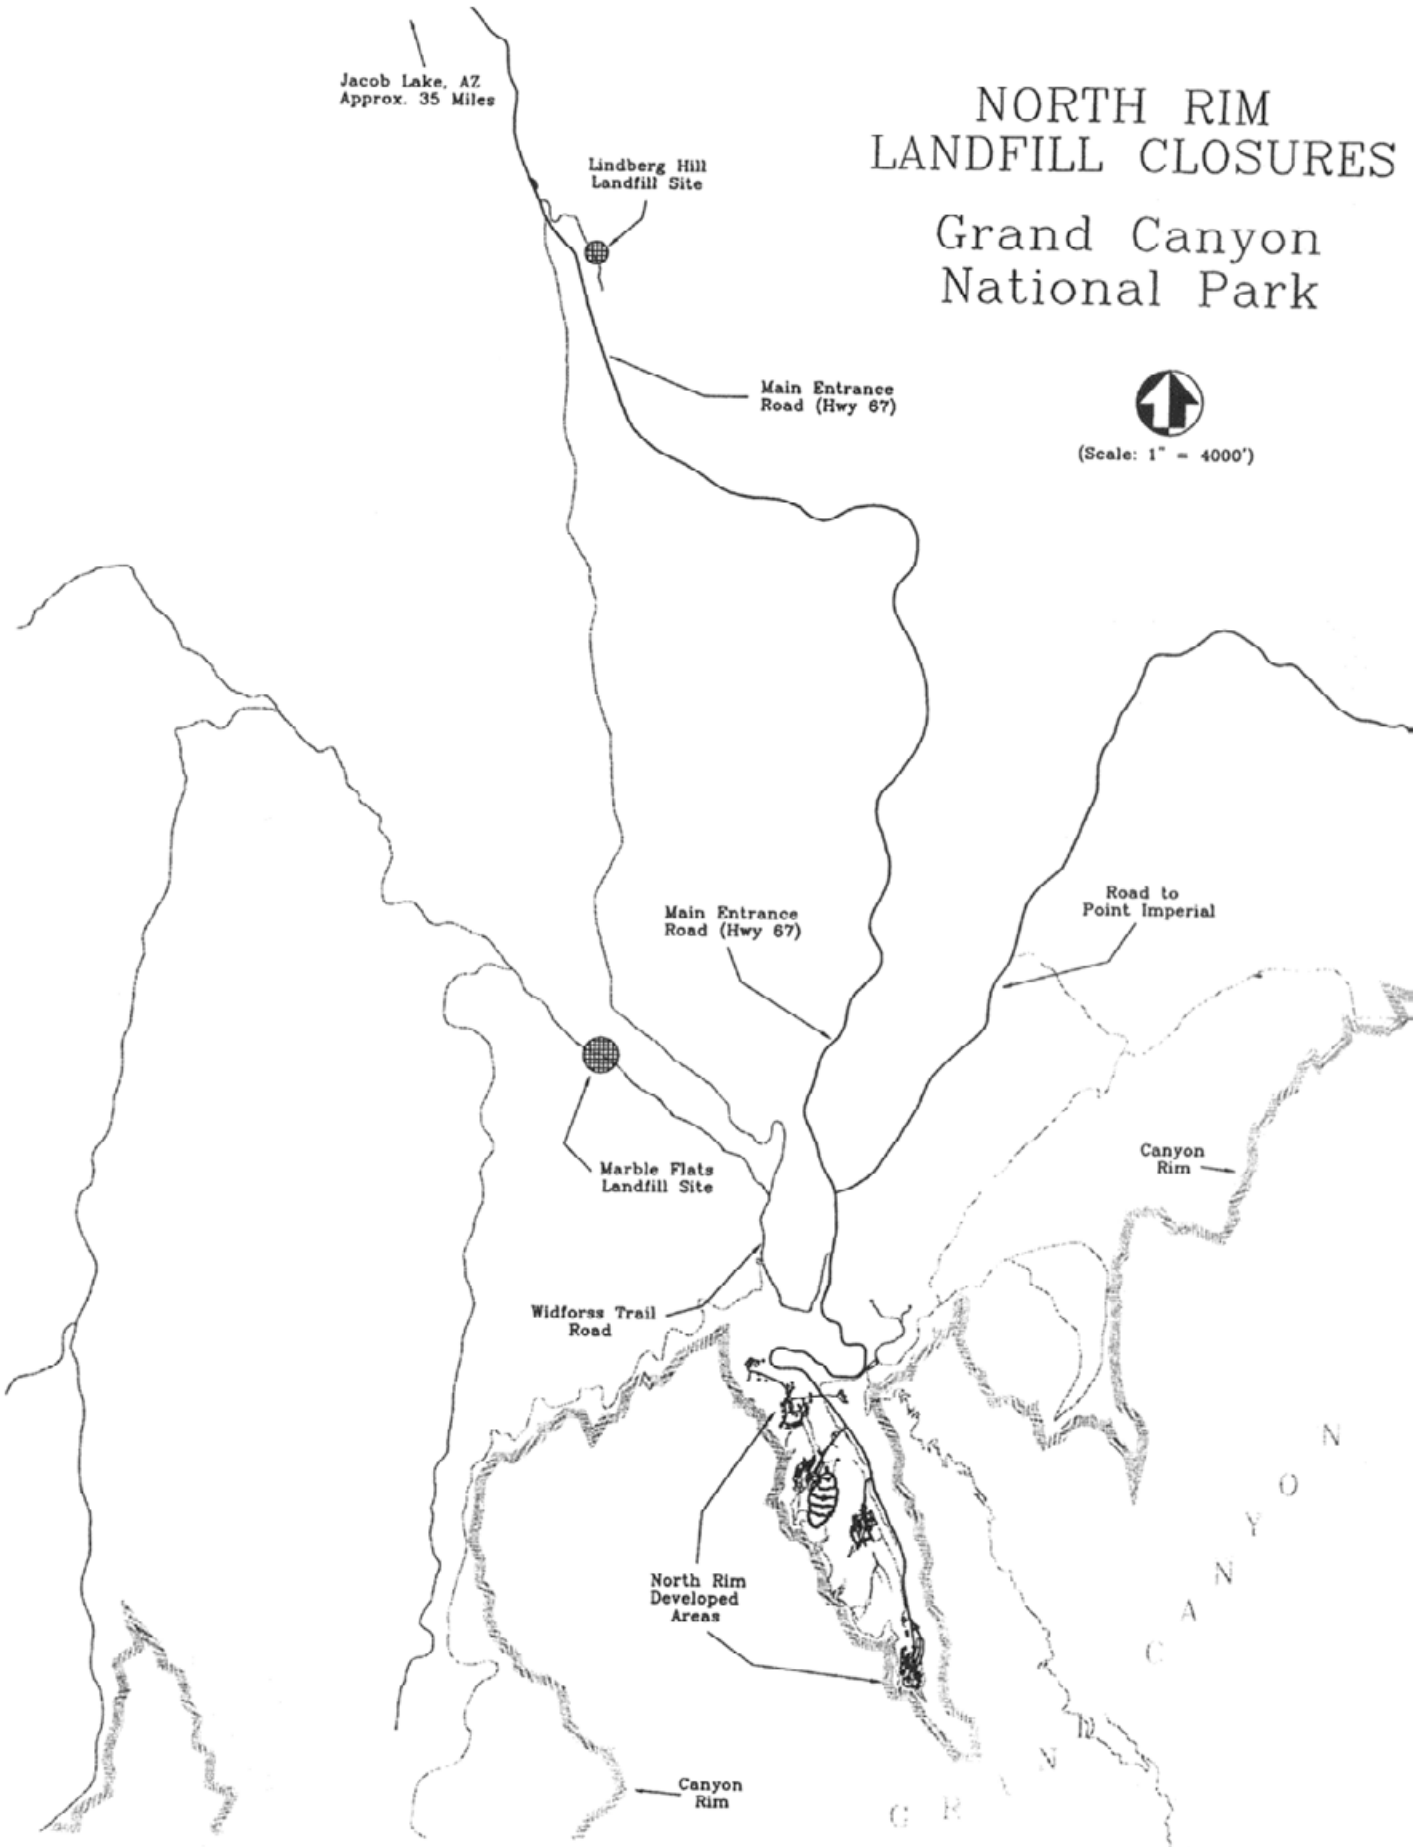 Jacob Lake, AZ
Approx. 35 Miles
NORTH RIM
LANDFILL CLOSURES
Grand Canyon
National Park
Lindberg Hill
Landfill Site
(Scale: 1" = 4000')
Main Entrance
Road (Hwy 67)
Main Entrance
Road (Hwy 67)
Road to
Point Imperial
Canyon
Rim
Marble Flats
Landfill Site
Widforss Trail
Road
North Rim
Developed
Areas
Canyon
Rim
GRAND CANYON